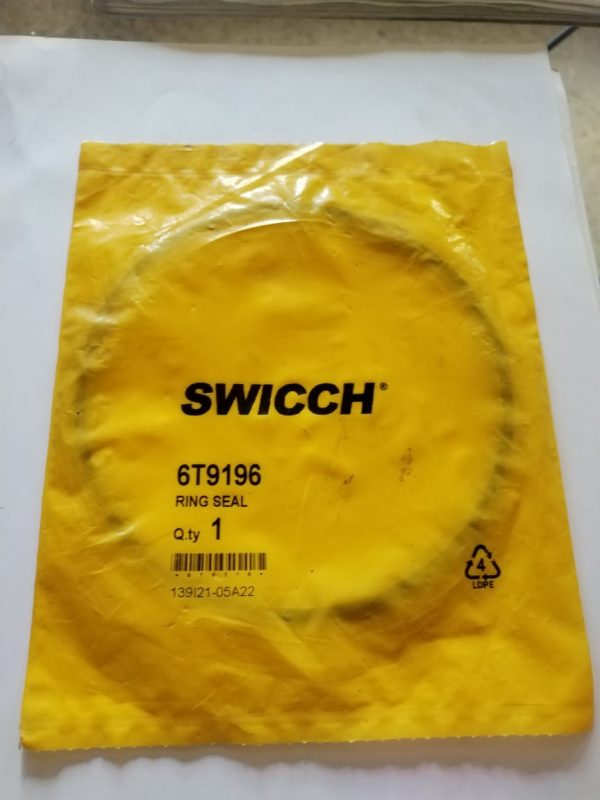 SWICCH®
6T9196
RING SEAL
Q.ty 1
139I21-05A22
4
LDPE